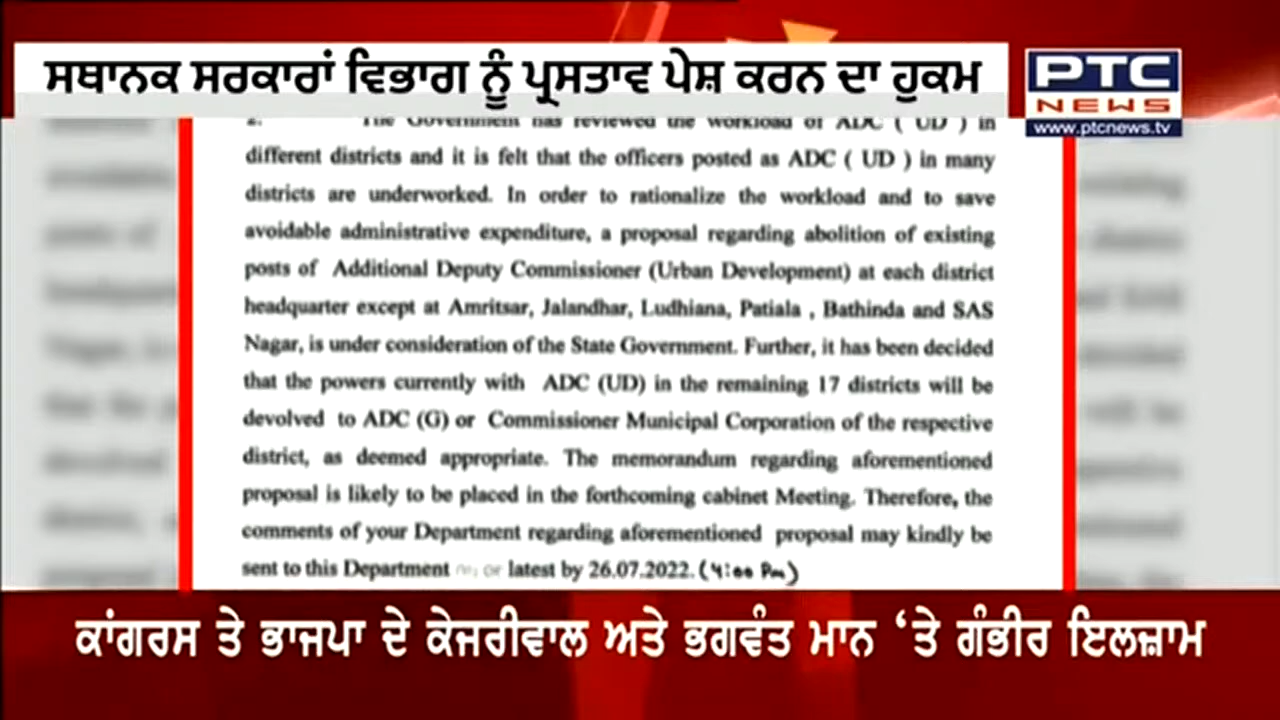 ਸਥਾਨਕ ਸਰਕਾਰਾਂ ਵਿਭਾਗ ਨੂੰ ਪ੍ਰਸਤਾਵ ਪੇਸ਼ ਕਰਨ ਦਾ ਹੁਕਮ
PTC
NEWS
www.ptcnews.tv
2. The Government has reviewed the workload of ADC ( UD ) in
different districts and it is felt that the officers posted as ADC ( UD ) in many
districts are underworked. In order to rationalize the workload and to save
avoidable administrative expenditure, a proposal regarding abolition of existing
posts of Additional Deputy Commissioner (Urban Development) at each district
headquarter except at Amritsar, Jalandhar, Ludhiana, Patiala , Bathinda and SAS
Nagar, is under consideration of the State Government. Further, it has been decided
that the powers currently with ADC (UD) in the remaining 17 districts will be
devolved to ADC (G) or Commissioner Municipal Corporation of the respective
district, as deemed appropriate. The memorandum regarding aforementioned
proposal is likely to be placed in the forthcoming cabinet Meeting. Therefore, the
comments of your Department regarding aforementioned proposal may kindly be
sent to this Department or latest by 26.07.2022. (4:00 Pm)
ਕਾਂਗਰਸ ਤੇ ਭਾਜਪਾ ਦੇ ਕੇਜਰੀਵਾਲ ਅਤੇ ਭਗਵੰਤ ਮਾਨ ‘ਤੇ ਗੰਭੀਰ ਇਲਜ਼ਾਮ